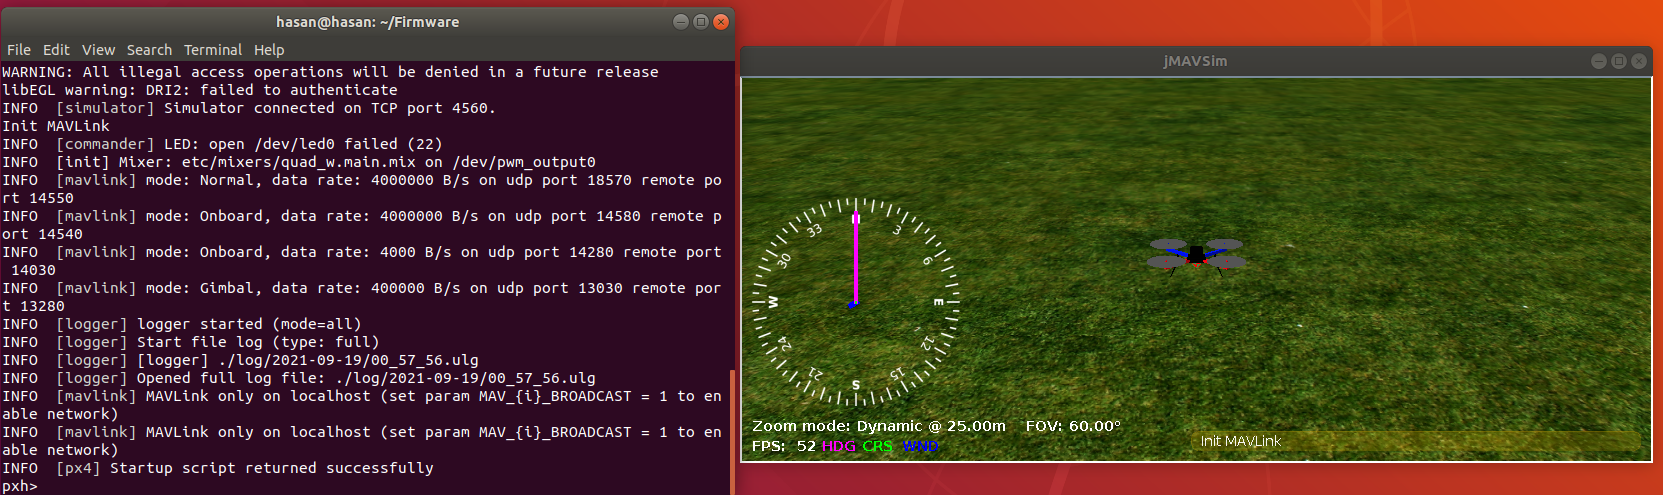 hasan@hasan: ~/Firmware
File Edit View Search Terminal Help
WARNING: All illegal access operations will be denied in a future release
libEGL warning: DRI2: failed to authenticate
INFO  [simulator] Simulator connected on TCP port 4560.
Init MAVLink
INFO  [commander] LED: open /dev/led0 failed (22)
INFO  [init] Mixer: etc/mixers/quad_w.main.mix on /dev/pwm_output0
INFO  [mavlink] mode: Normal, data rate: 4000000 B/s on udp port 18570 remote po
rt 14550
INFO  [mavlink] mode: Onboard, data rate: 4000000 B/s on udp port 14580 remote p
ort 14540
INFO  [mavlink] mode: Onboard, data rate: 4000 B/s on udp port 14280 remote port
 14030
INFO  [mavlink] mode: Gimbal, data rate: 400000 B/s on udp port 13030 remote por
t 13280
INFO  [logger] logger started (mode=all)
INFO  [logger] Start file log (type: full)
INFO  [logger] [logger] ./log/2021-09-19/00_57_56.ulg
INFO  [logger] Opened full log file: ./log/2021-09-19/00_57_56.ulg
INFO  [mavlink] MAVLink only on localhost (set param MAV_{i}_BROADCAST = 1 to en
able network)
INFO  [mavlink] MAVLink only on localhost (set param MAV_{i}_BROADCAST = 1 to en
able network)
INFO  [px4] Startup script returned successfully
pxh>
jMAVSim
33
3
30
6
W
E
24
12
21
15
S
Zoom mode: Dynamic @ 25.00m FOV: 60.00°
FPS: 52 HDG CRS WND
Init MAVLink